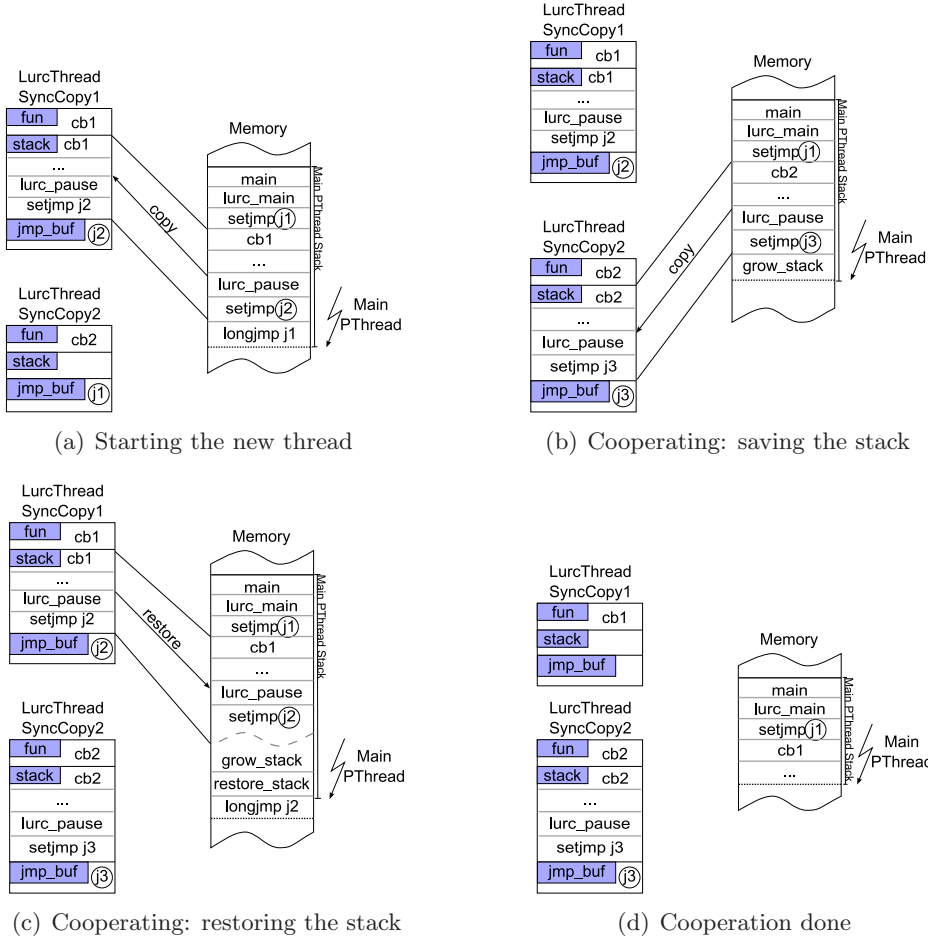 LurcThread
SyncCopy1
fun cb1
stack cb1
...
lurc_pause
setjmp j2
jmp_buf j2
LurcThread
SyncCopy2
fun cb2
stack
jmp_buf j1
copy
Memory
main
lurc_main
setjmp j1
cb1
...
lurc_pause
setjmp j2
longjmp j1
Main PThread Stack
Main
PThread
(a) Starting the new thread
LurcThread
SyncCopy1
fun cb1
stack cb1
...
lurc_pause
setjmp j2
jmp_buf j2
LurcThread
SyncCopy2
fun cb2
stack cb2
...
lurc_pause
setjmp j3
jmp_buf j3
copy
Memory
main
lurc_main
setjmp j1
cb2
...
lurc_pause
setjmp j3
grow_stack
Main PThread Stack
Main
PThread
(b) Cooperating: saving the stack
LurcThread
SyncCopy1
fun cb1
stack cb1
...
lurc_pause
setjmp j2
jmp_buf j2
LurcThread
SyncCopy2
fun cb2
stack cb2
...
lurc_pause
setjmp j3
jmp_buf j3
restore
Memory
main
lurc_main
setjmp j1
cb1
...
lurc_pause
setjmp j2
grow_stack
restore_stack
longjmp j2
Main PThread Stack
Main
PThread
(c) Cooperating: restoring the stack
LurcThread
SyncCopy1
fun cb1
stack
jmp_buf
LurcThread
SyncCopy2
fun cb2
stack cb2
...
lurc_pause
setjmp j3
jmp_buf j3
Memory
main
lurc_main
setjmp j1
cb1
...
Main PThread Stack
Main
PThread
(d) Cooperation done